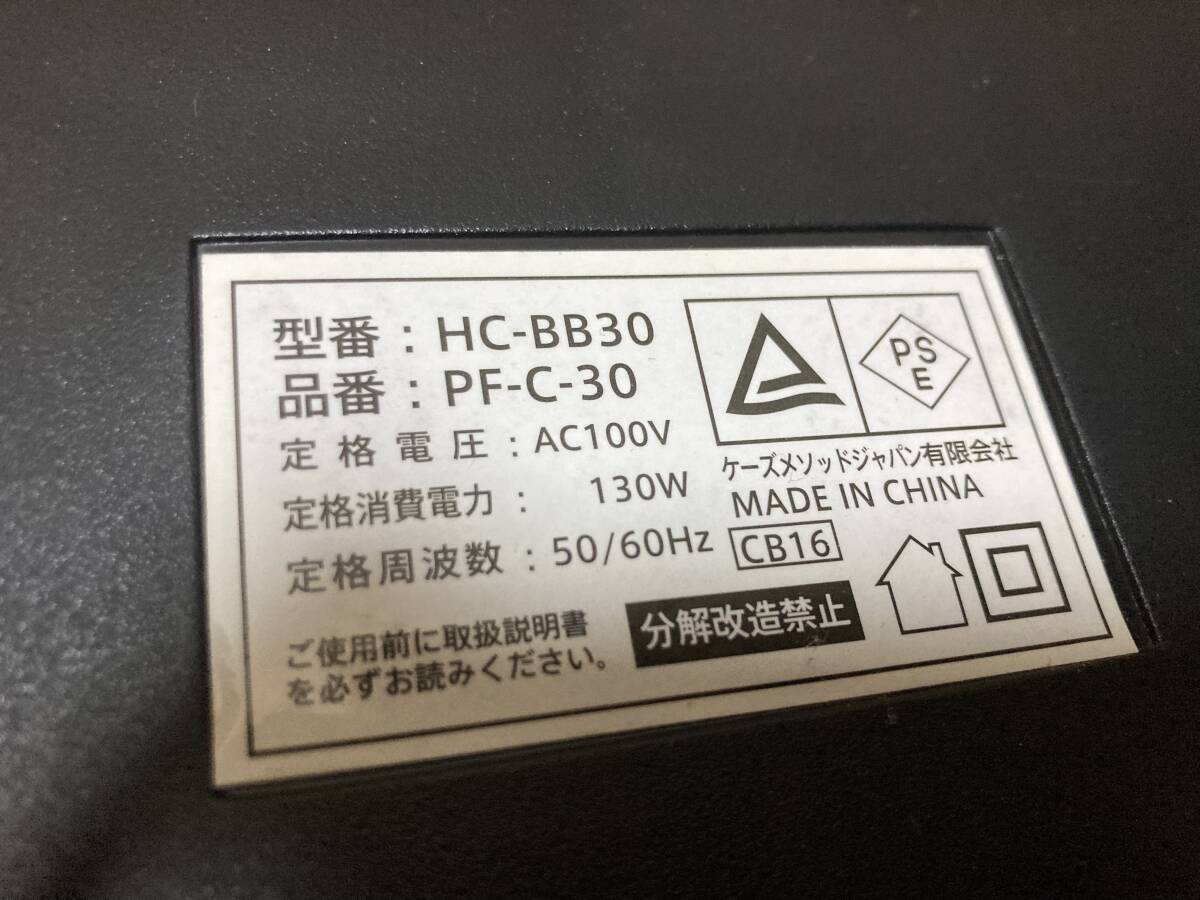 型番：HC-BB30
品番：PF-C-30
定格電圧：AC100V
定格消費電力：130W
定格周波数：50/60Hz
ご使用前に取扱説明書
を必ずお読みください。
PS
E
ケーズメソッドジャパン有限会社
MADE IN CHINA
CB16
分解改造禁止